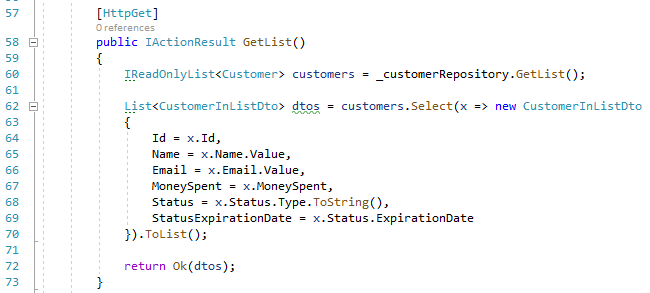 57 [HttpGet]
0 references
58 public IActionResult GetList()
59 {
60 IReadOnlyList<Customer> customers = _customerRepository.GetList();
61
62 List<CustomerInListDto> dtos = customers.Select(x => new CustomerInListDto
63 {
64 Id = x.Id,
65 Name = x.Name.Value,
66 Email = x.Email.Value,
67 MoneySpent = x.MoneySpent,
68 Status = x.Status.Type.ToString(),
69 StatusExpirationDate = x.Status.ExpirationDate
70 }).ToList();
71
72 return Ok(dtos);
73 }